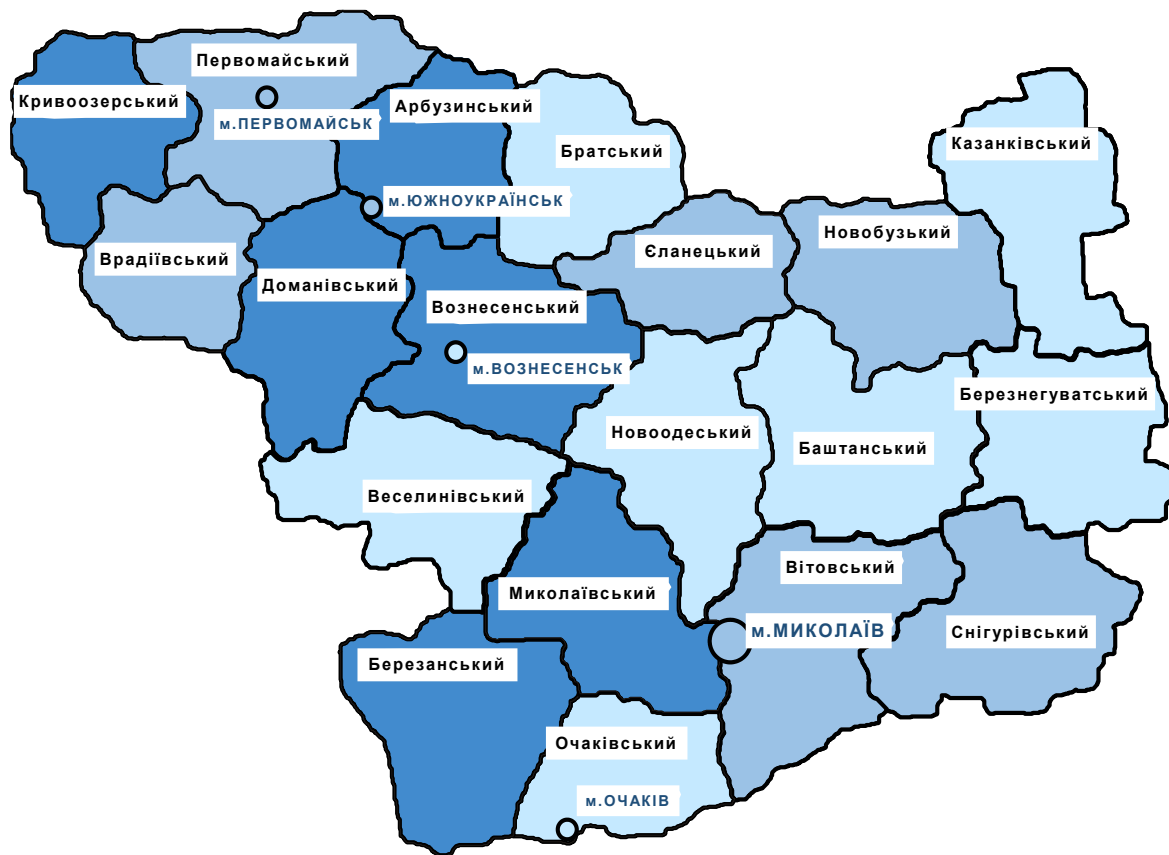 Первомайський
Кривоозерський
Арбузинський
м.ПЕРВОМАЙСЬК
Братський
Казанківський
м.ЮЖНОУКРАЇНСЬК
Новобузький
Єланецький
Врадіївський
Доманівський
Вознесенський
м.ВОЗНЕСЕНСЬК
Березнегуватський
Новоодеський
Баштанський
Веселинівський
Вітовський
Миколаївський
м.МИКОЛАЇВ
Снігурівський
Березанський
Очаківський
м.ОЧАКІВ